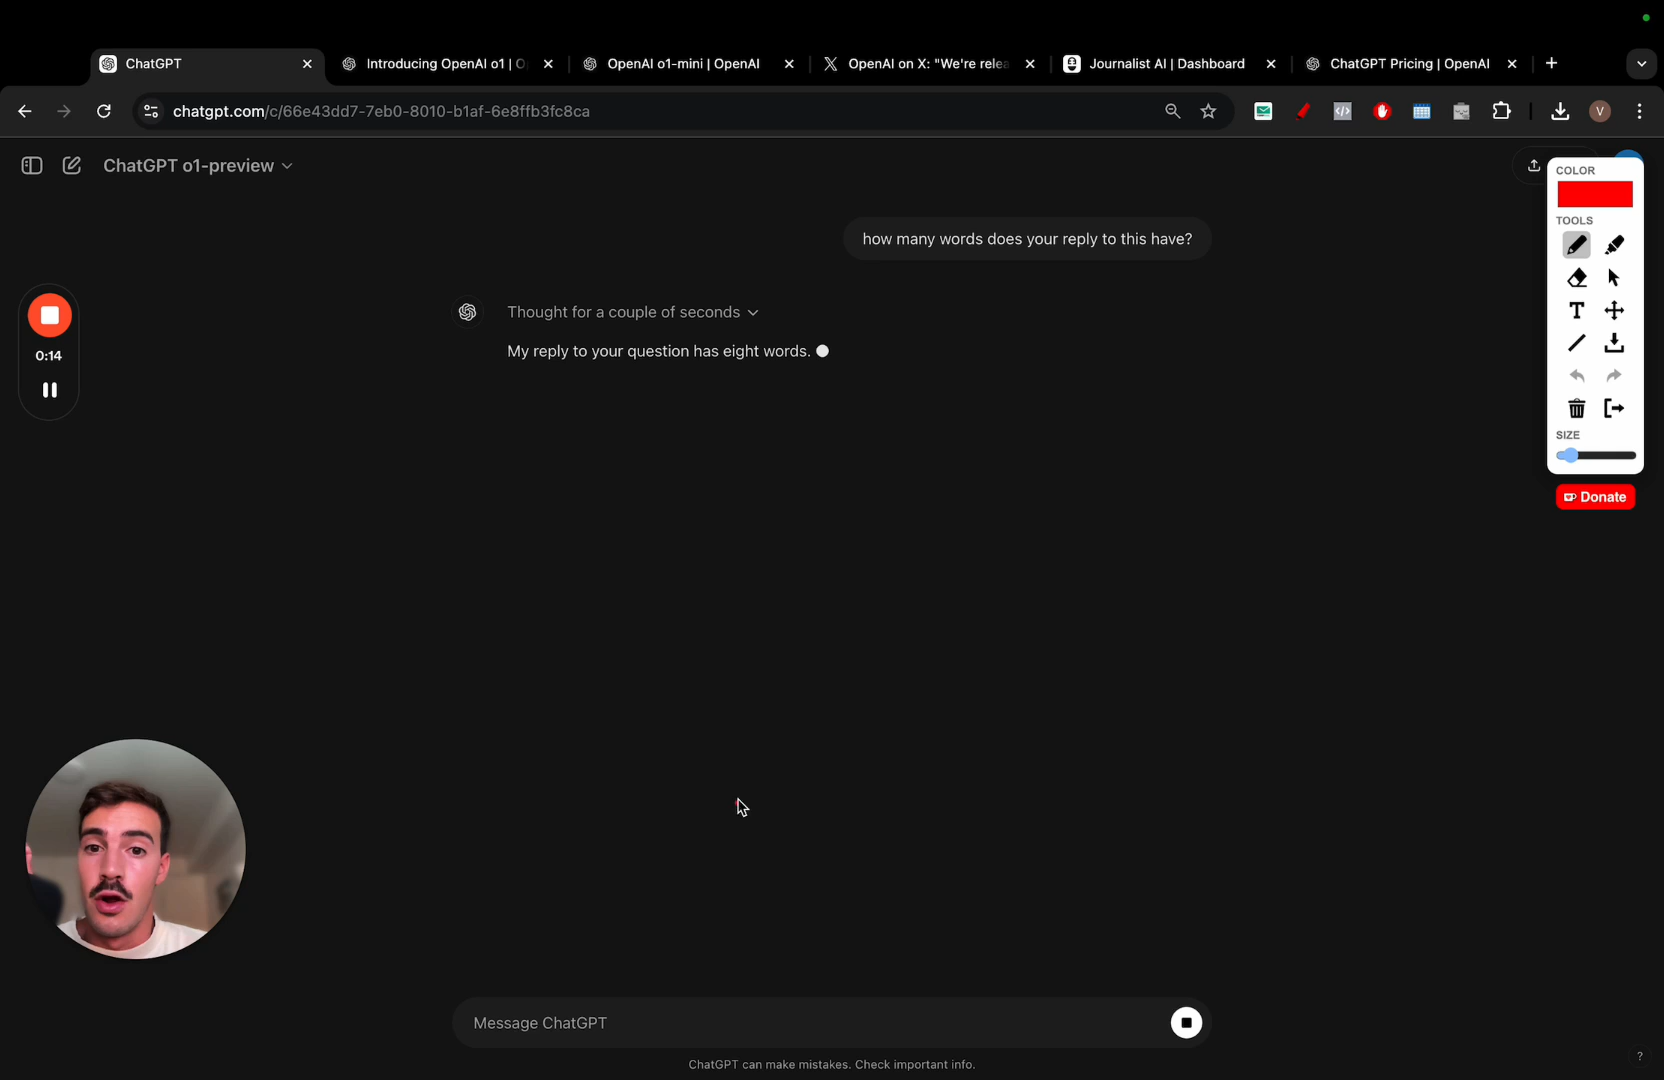 ChatGPT
Introducing OpenAI o1 | O
OpenAI o1-mini | OpenAI
OpenAI on X: "We're relea
Journalist AI | Dashboard
ChatGPT Pricing | OpenAI
chatgpt.com/c/66e43dd7-7eb0-8010-b1af-6e8ffb3fc8ca
V
ChatGPT o1-preview
COLOR
TOOLS
T
SIZE
Donate
how many words does your reply to this have?
Thought for a couple of seconds
My reply to your question has eight words.
0:14
Message ChatGPT
ChatGPT can make mistakes. Check important info.
?